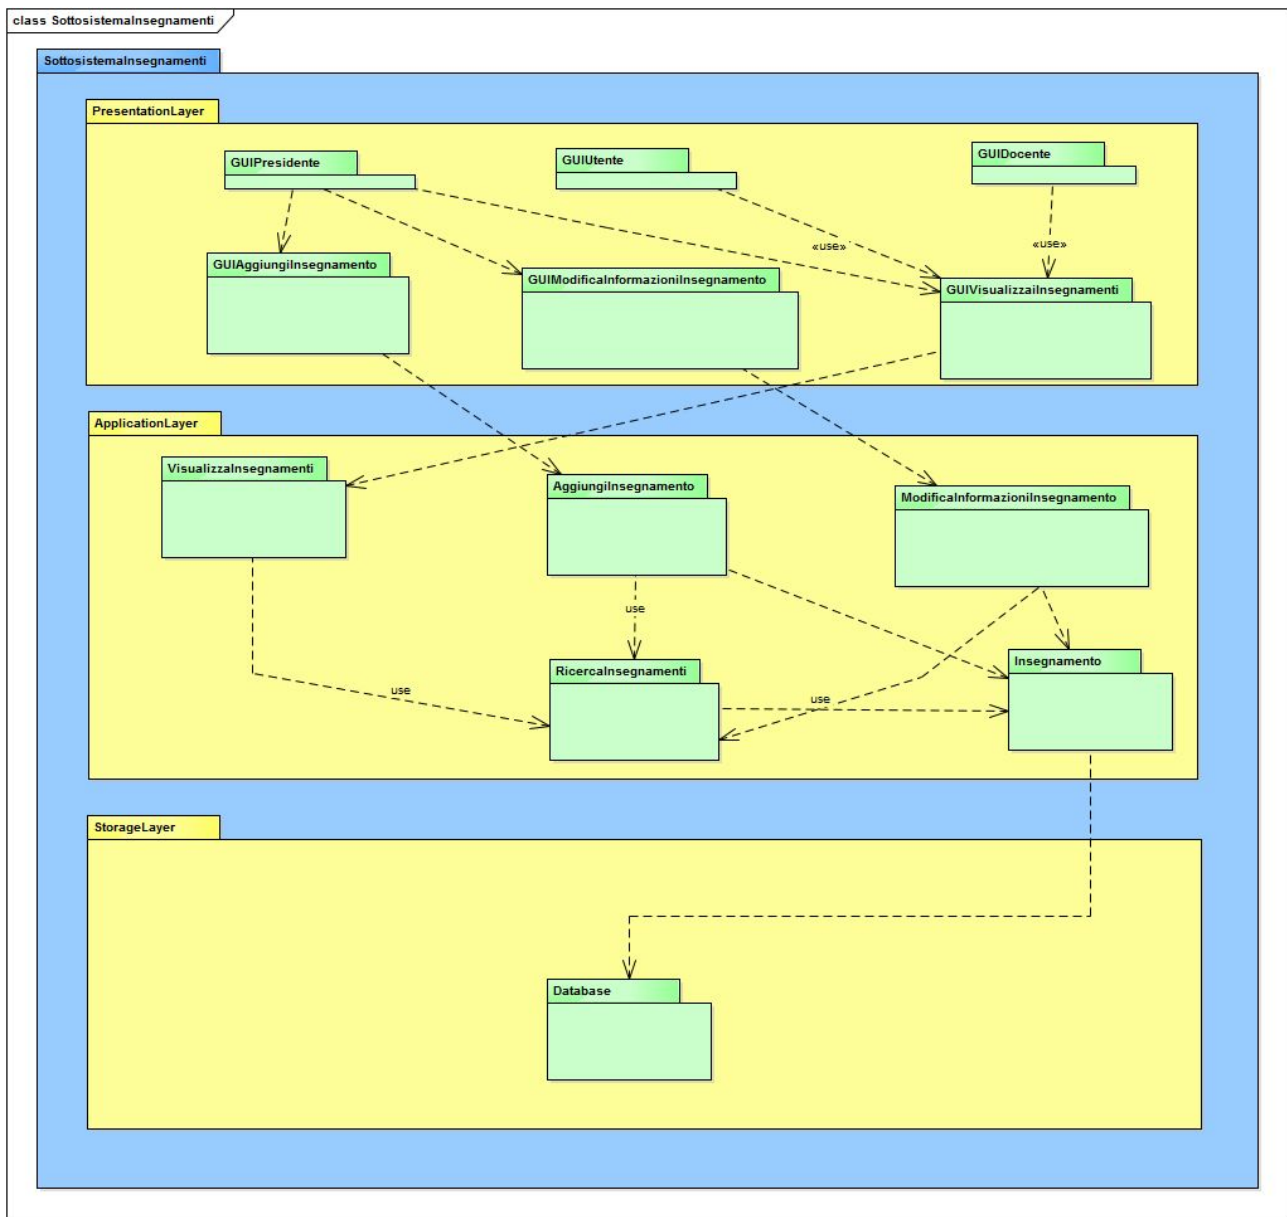 class SottosistemaInsegnamenti
SottosistemaInsegnamenti
PresentationLayer
GUIPresidente
GUIUtente
GUIDocente
«use»
«use»
GUIAggiungiInsegnamento
GUIModificaInformazioniInsegnamento
GUIVisualizzaiInsegnamenti
ApplicationLayer
VisualizzaInsegnamenti
AggiungiInsegnamento
ModificaInformazioniInsegnamento
use
RicercaInsegnamenti
Insegnamento
use
use
StorageLayer
Database